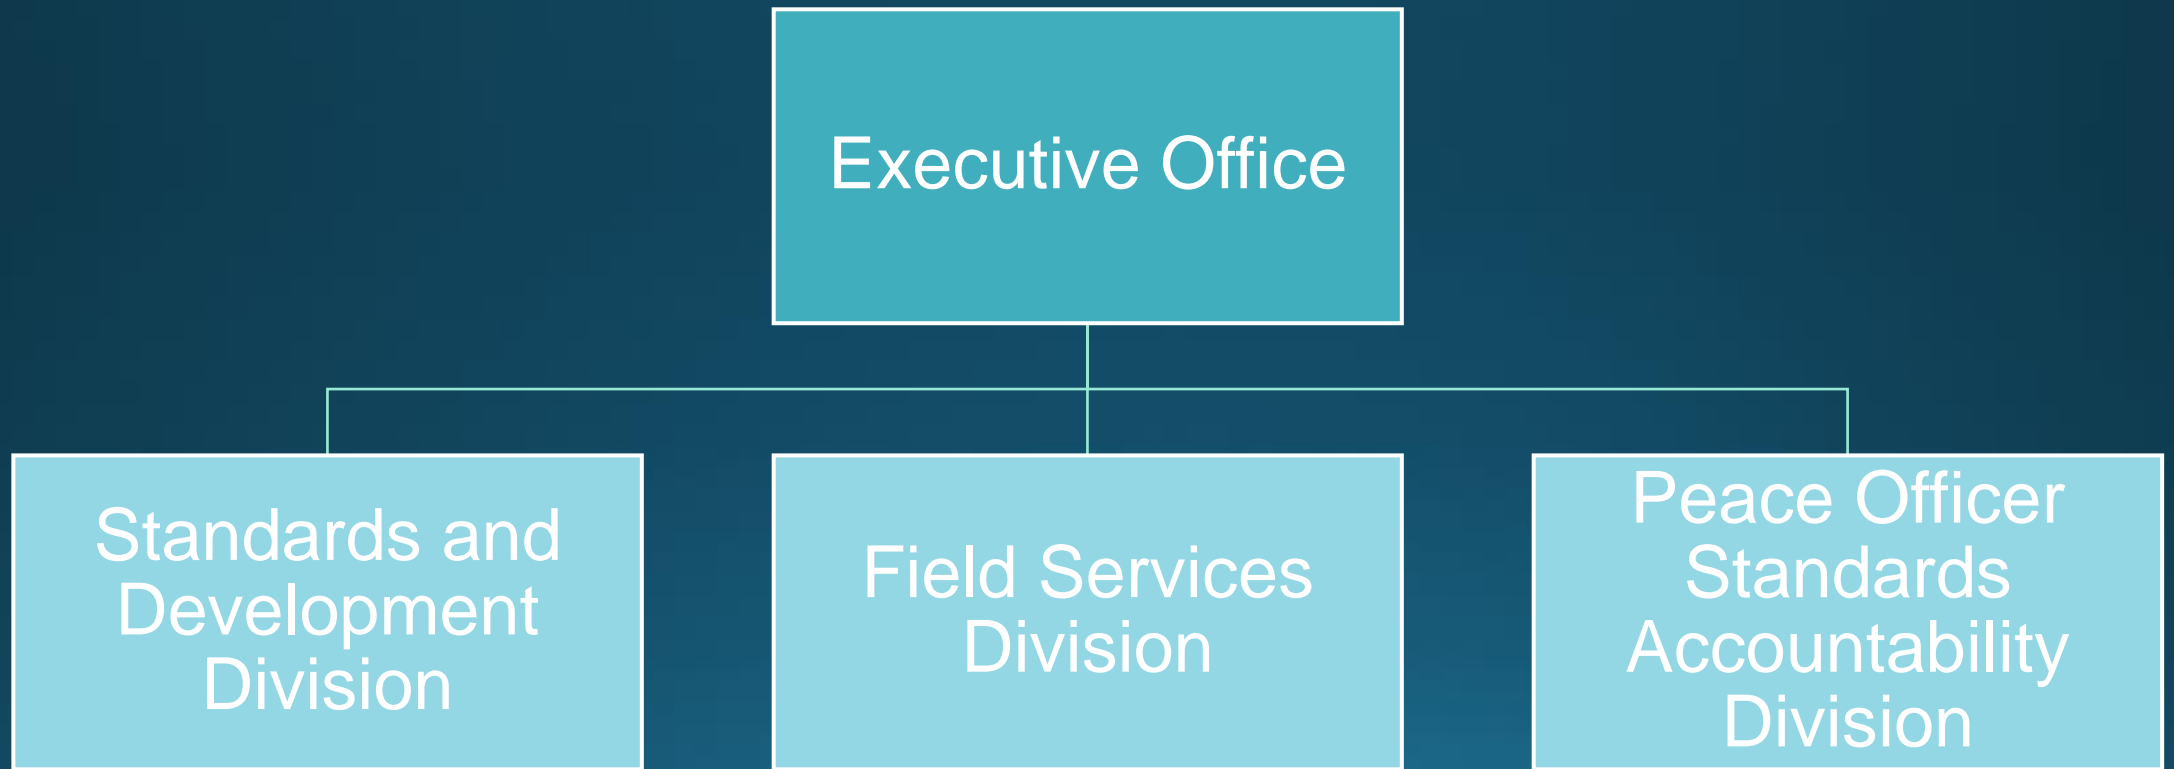 Executive Office
Standards and
Development
Division
Field Services
Division
Peace Officer
Standards
Accountability
Division